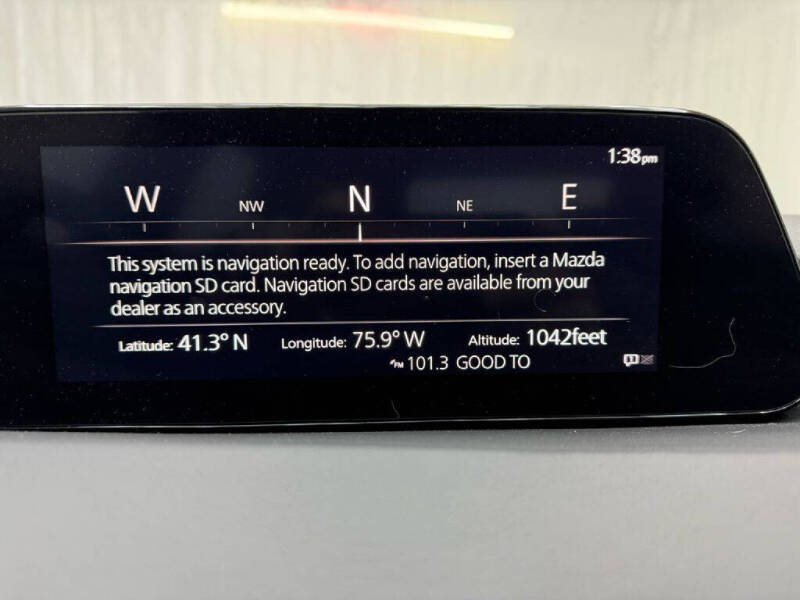 1:38pm
W NW N NE E
This system is navigation ready. To add navigation, insert a Mazda
navigation SD card. Navigation SD cards are available from your
dealer as an accessory.
Latitude: 41.3° N Longitude: 75.9° W Altitude: 1042feet
FM 101.3 GOOD TO